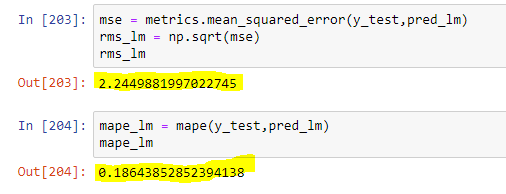 In [203]: mse = metrics.mean_squared_error(y_test,pred_lm)
rms_lm = np.sqrt(mse)
rms_lm
Out[203]: 2.2449881997022745
In [204]: mape_lm = mape(y_test,pred_lm)
mape_lm
Out[204]: 0.18643852852394138